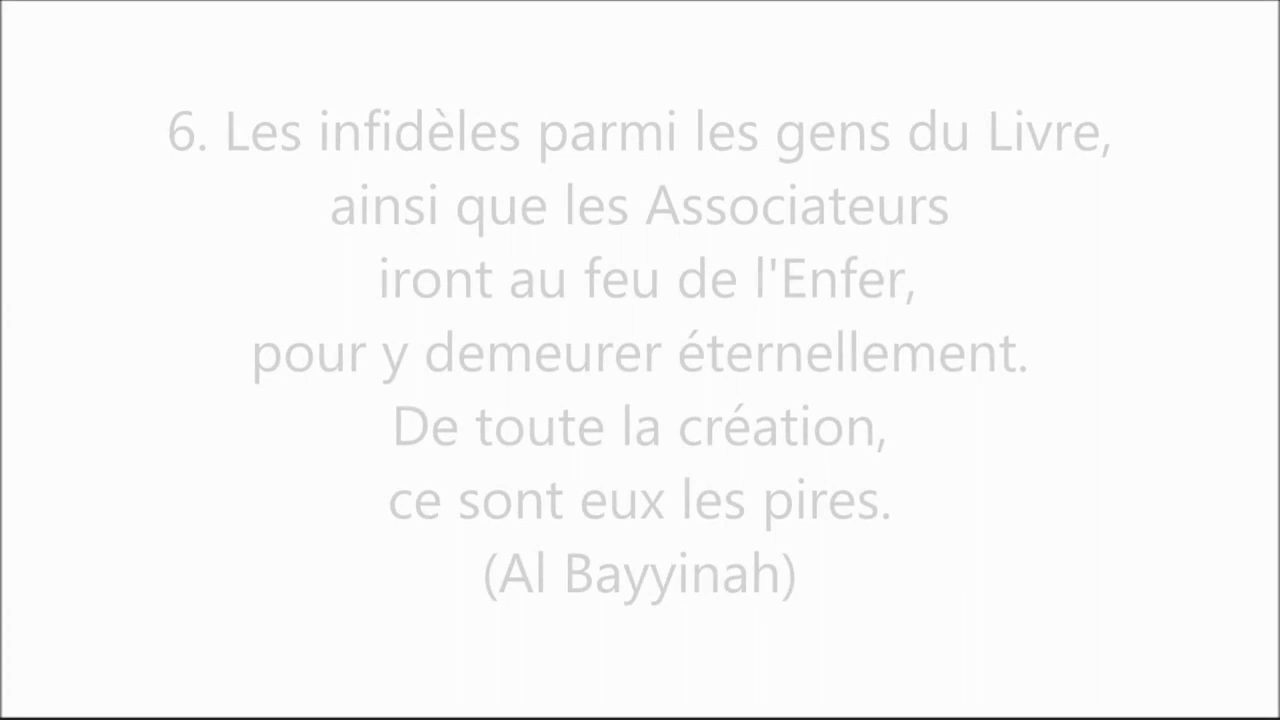 6. Les infidèles parmi les gens du Livre,
ainsi que les Associateurs
iront au feu de l'Enfer,
pour y demeurer éternellement.
De toute la création,
ce sont eux les pires.
(Al Bayyinah)